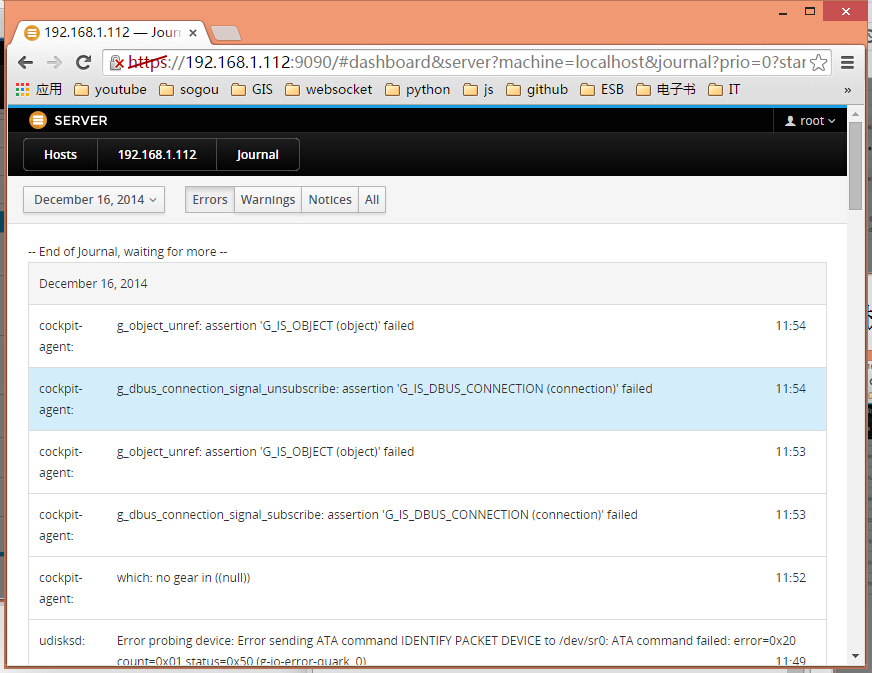 192.168.1.112 — Jour
https://192.168.1.112:9090/#dashboard&server?machine=localhost&journal?prio=0?star
应用 youtube sogou GIS websocket python js github ESB 电子书 IT »
SERVER root
Hosts 192.168.1.112 Journal
December 16, 2014 Errors Warnings Notices All
-- End of Journal, waiting for more --
December 16, 2014
cockpit- g_object_unref: assertion 'G_IS_OBJECT (object)' failed 11:54
agent:
cockpit- g_dbus_connection_signal_unsubscribe: assertion 'G_IS_DBUS_CONNECTION (connection)' failed 11:54
agent:
cockpit- g_object_unref: assertion 'G_IS_OBJECT (object)' failed 11:53
agent:
cockpit- g_dbus_connection_signal_subscribe: assertion 'G_IS_DBUS_CONNECTION (connection)' failed 11:53
agent:
cockpit- which: no gear in ((null)) 11:52
agent:
udisksd: Error probing device: Error sending ATA command IDENTIFY PACKET DEVICE to /dev/sr0: ATA command failed: error=0x20
count=0x01 status=0x50 (g-io-error-quark, 0) 11:49